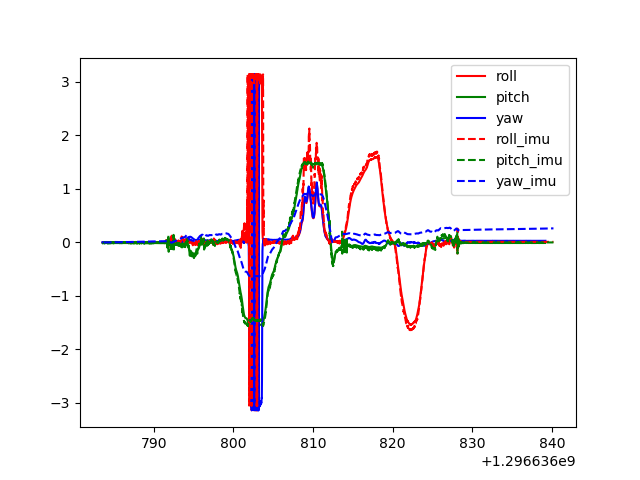 3
2
1
0
−1
−2
−3
790
800
810
820
830
840
+1.296636e9
roll
pitch
yaw
roll_imu
pitch_imu
yaw_imu